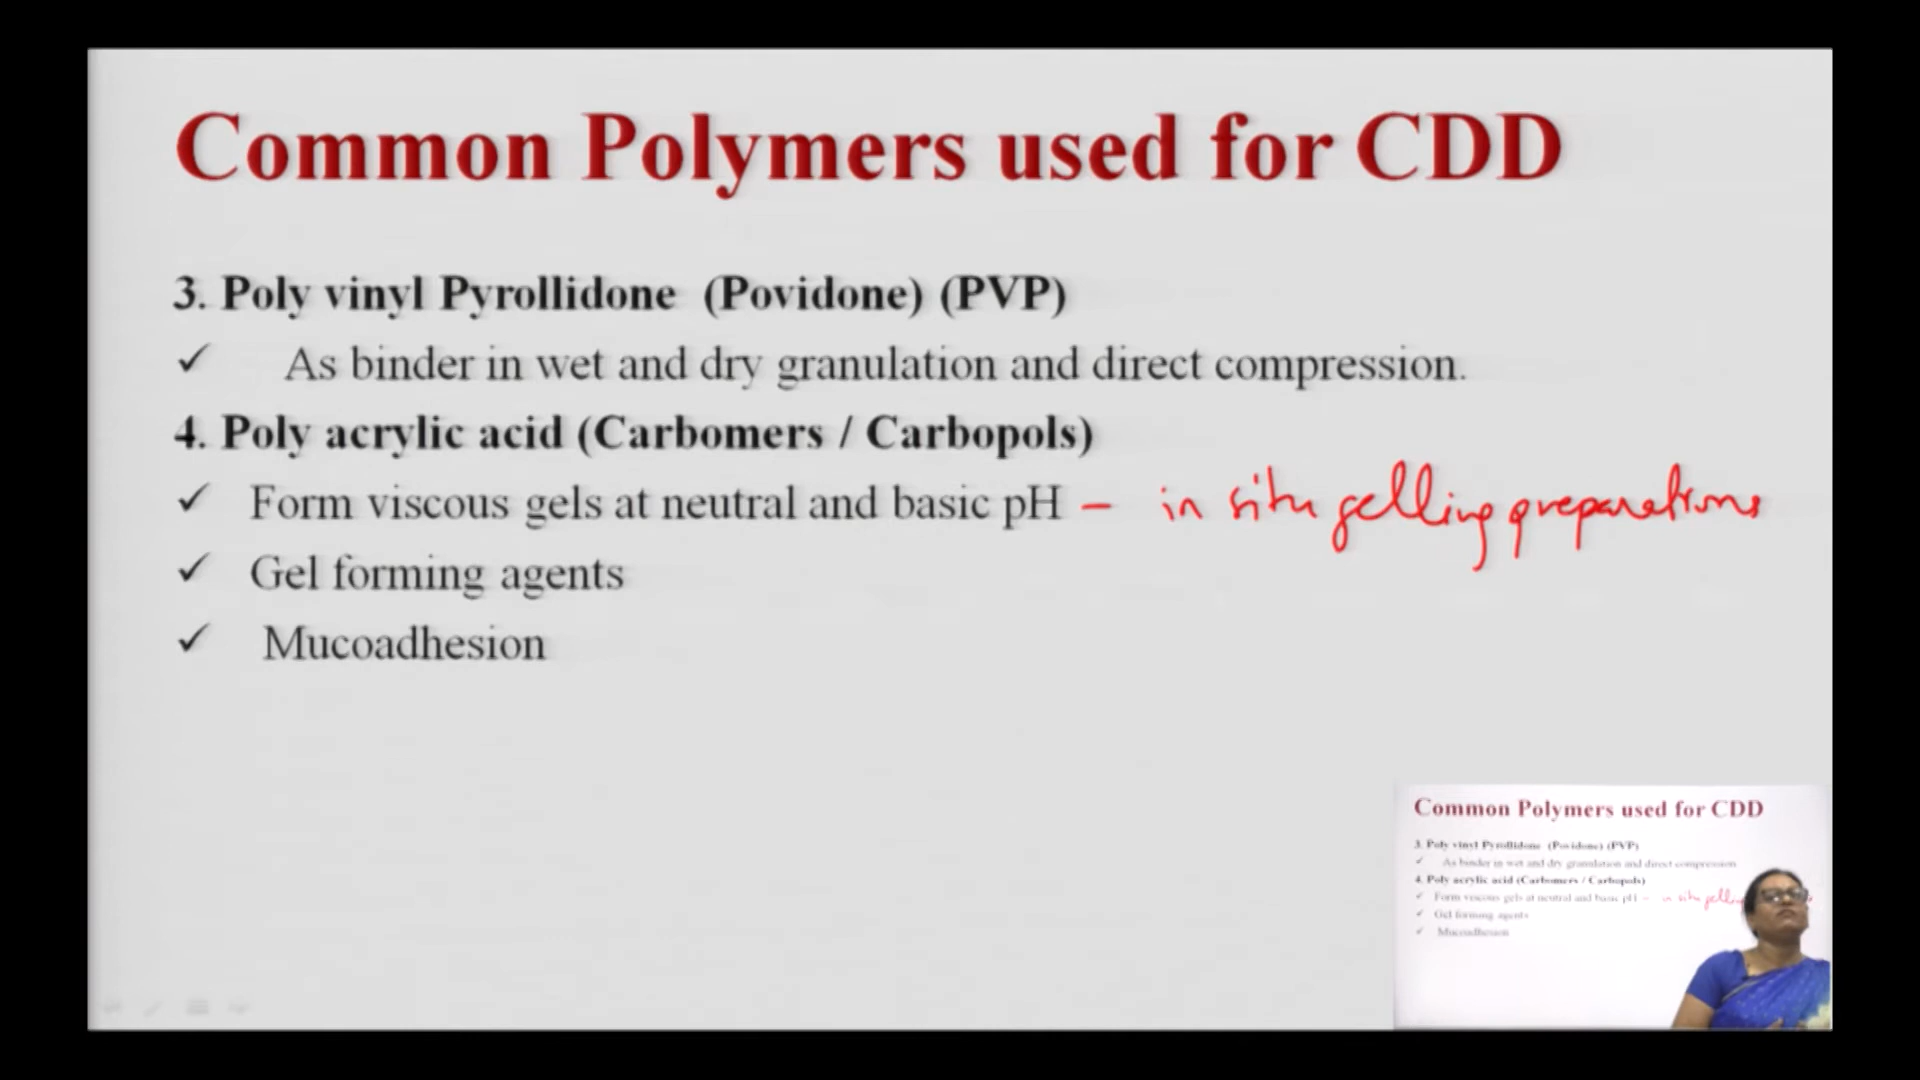 Common Polymers used for CDD
3. Poly vinyl Pyrollidone (Povidone) (PVP)
✓ As binder in wet and dry granulation and direct compression.
4. Poly acrylic acid (Carbomers / Carbopols)
✓ Form viscous gels at neutral and basic pH – in situ gelling preparations
✓ Gel forming agents
✓ Mucoadhesion
Common Polymers used for CDD
3. Poly vinyl Pyrollidone (Povidone) (PVP)
✓ As binder in wet and dry granulation and direct compression
4. Poly acrylic acid (Carbomers / Carbopols)
✓ Form viscous gels at neutral and basic pH – in situ
✓ Gel forming agents
✓ Mucoadhesion